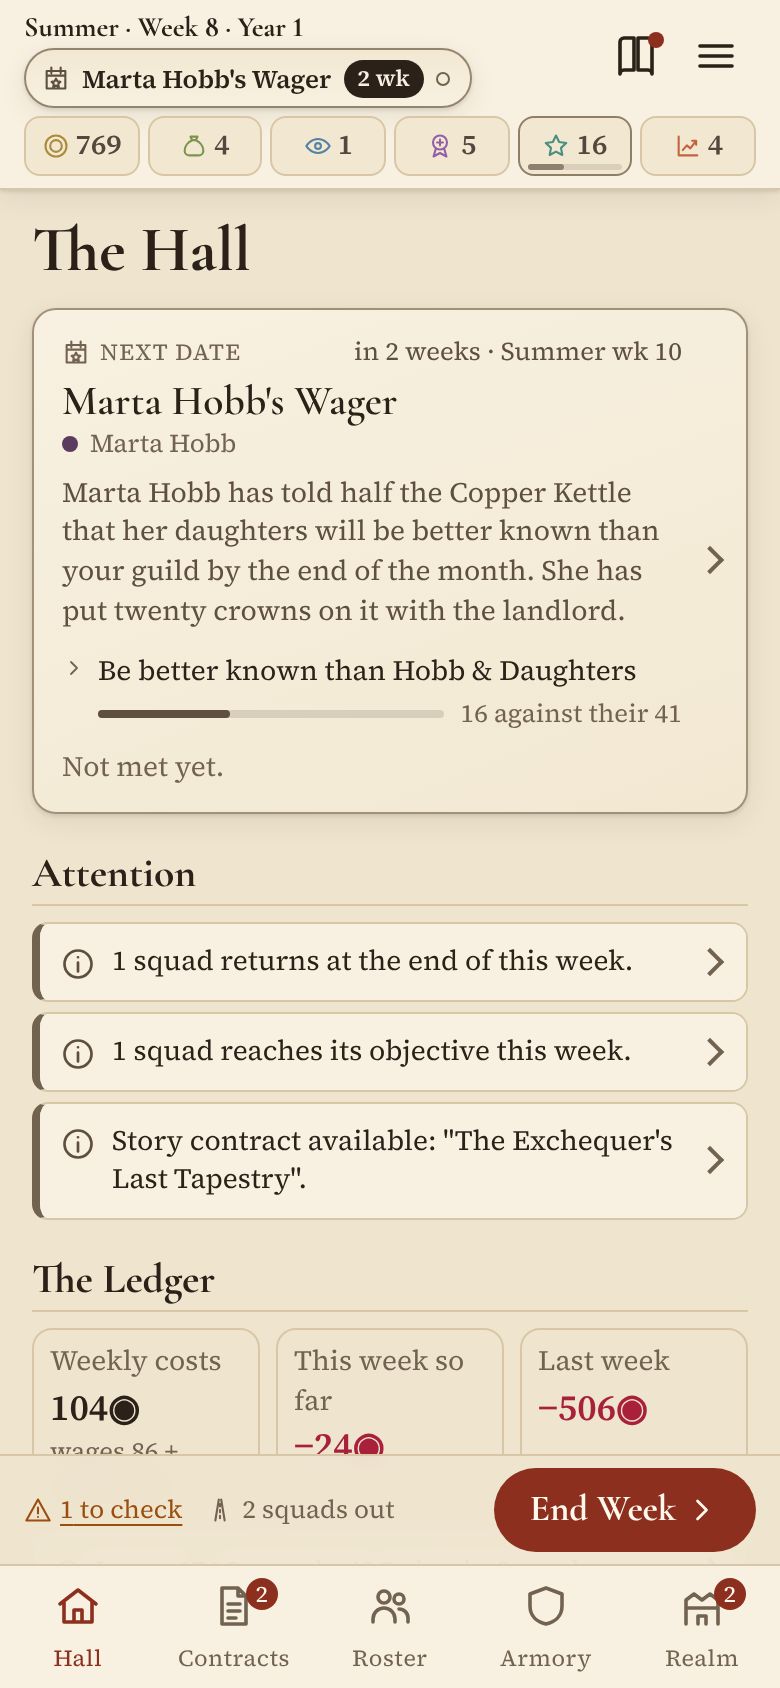 Summer · Week 8 · Year 1
Marta Hobb's Wager 2 wk
769 4 1 5 16 4
The Hall
NEXT DATE in 2 weeks · Summer wk 10
Marta Hobb's Wager
Marta Hobb
Marta Hobb has told half the Copper Kettle
that her daughters will be better known than
your guild by the end of the month. She has
put twenty crowns on it with the landlord.
Be better known than Hobb & Daughters
16 against their 41
Not met yet.
Attention
1 squad returns at the end of this week.
1 squad reaches its objective this week.
Story contract available: "The Exchequer's
Last Tapestry".
The Ledger
Weekly costs
104
wages 86 +
This week so
far
−24
Last week
−506
1 to check 2 squads out End Week
2 2
Hall Contracts Roster Armory Realm